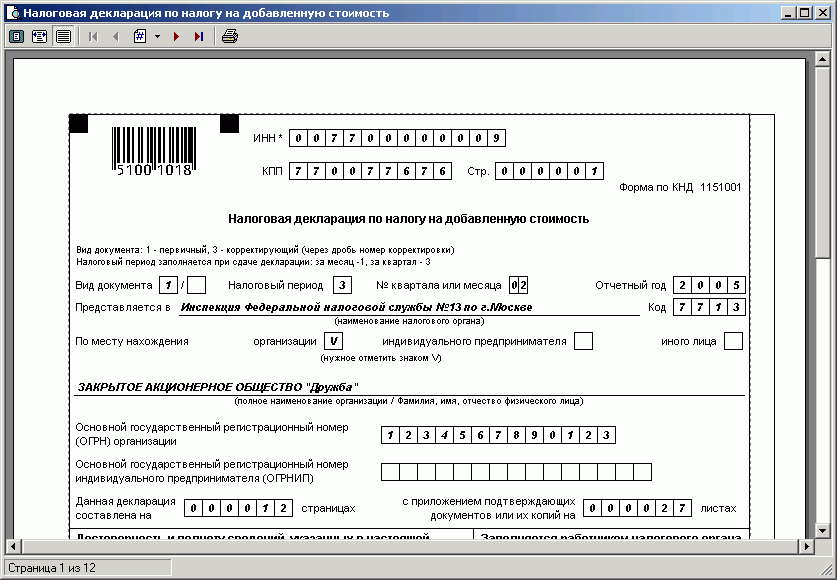 Налоговая декларация по налогу на добавленную стоимость
ИНН * 007700000009
5100 1018
КПП 770077676 Стр. 000001
Форма по КНД 1151001
Налоговая декларация по налогу на добавленную стоимость
Вид документа: 1 - первичный, 3 - корректирующий (через дробь номер корректировки)
Налоговый период заполняется при сдаче декларации: за месяц -1, за квартал - 3
Вид документа 1 / Налоговый период 3 № квартала или месяца 02 Отчетный год 2005
Представляется в Инспекция Федеральной налоговой службы №13 по г.Москве Код 7713
(наименование налогового органа)
По месту нахождения организации V индивидуального предпринимателя иного лица
(нужное отметить знаком V)
ЗАКРЫТОЕ АКЦИОНЕРНОЕ ОБЩЕСТВО "Дружба"
(полное наименование организации / Фамилия, имя, отчество физического лица)
Основной государственный регистрационный номер
(ОГРН) организации 1234567890123
Основной государственный регистрационный номер
индивидуального предпринимателя (ОГРНИП)
Данная декларация составлена на 000012 страницах с приложением подтверждающих документов или их копий на 000027 листах
Достоверность и полноту сведений, указанных в настоящей Заполняется работником налогового органа
Страница 1 из 12